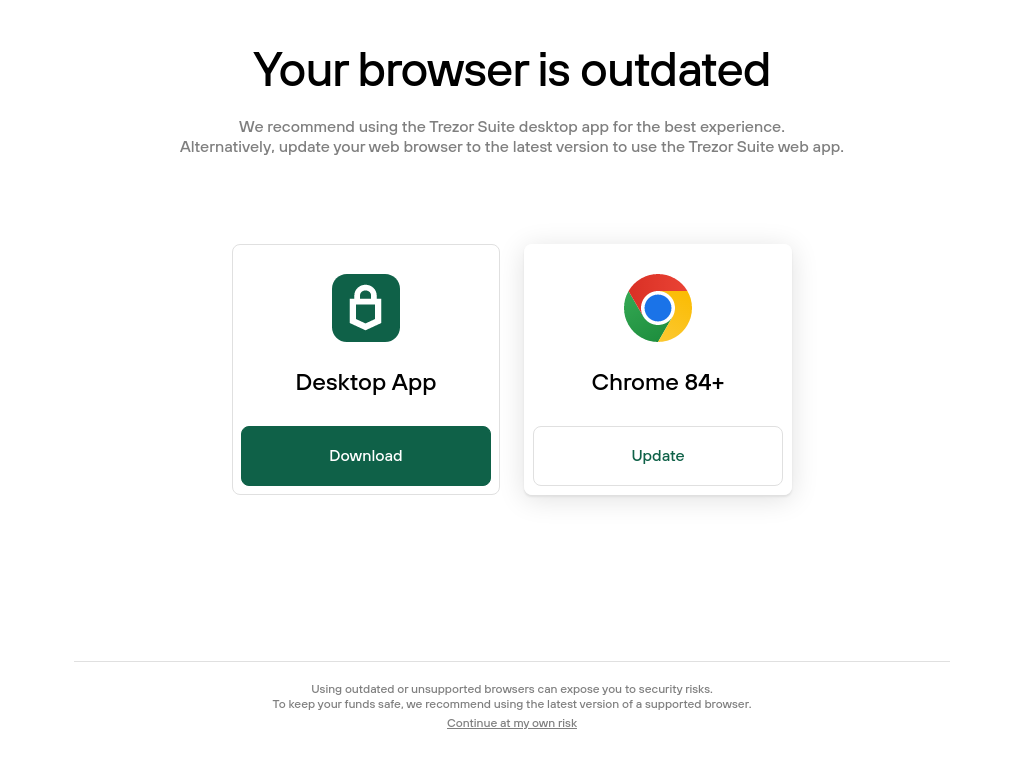 Your browser is outdated
We recommend using the Trezor Suite desktop app for the best experience.
Alternatively, update your web browser to the latest version to use the Trezor Suite web app.
Desktop App
Download
Chrome 84+
Update
Using outdated or unsupported browsers can expose you to security risks.
To keep your funds safe, we recommend using the latest version of a supported browser.
Continue at my own risk